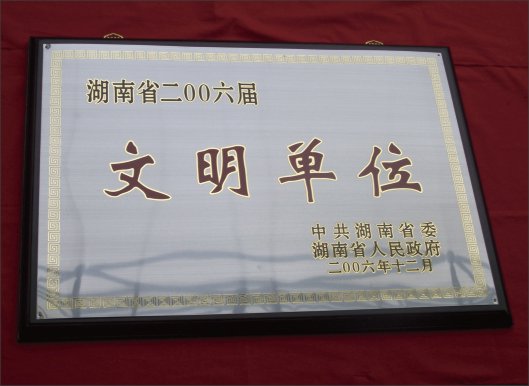 湖南省二00六届
文明单位
中共湖南省委
湖南省人民政府
二00六年十二月